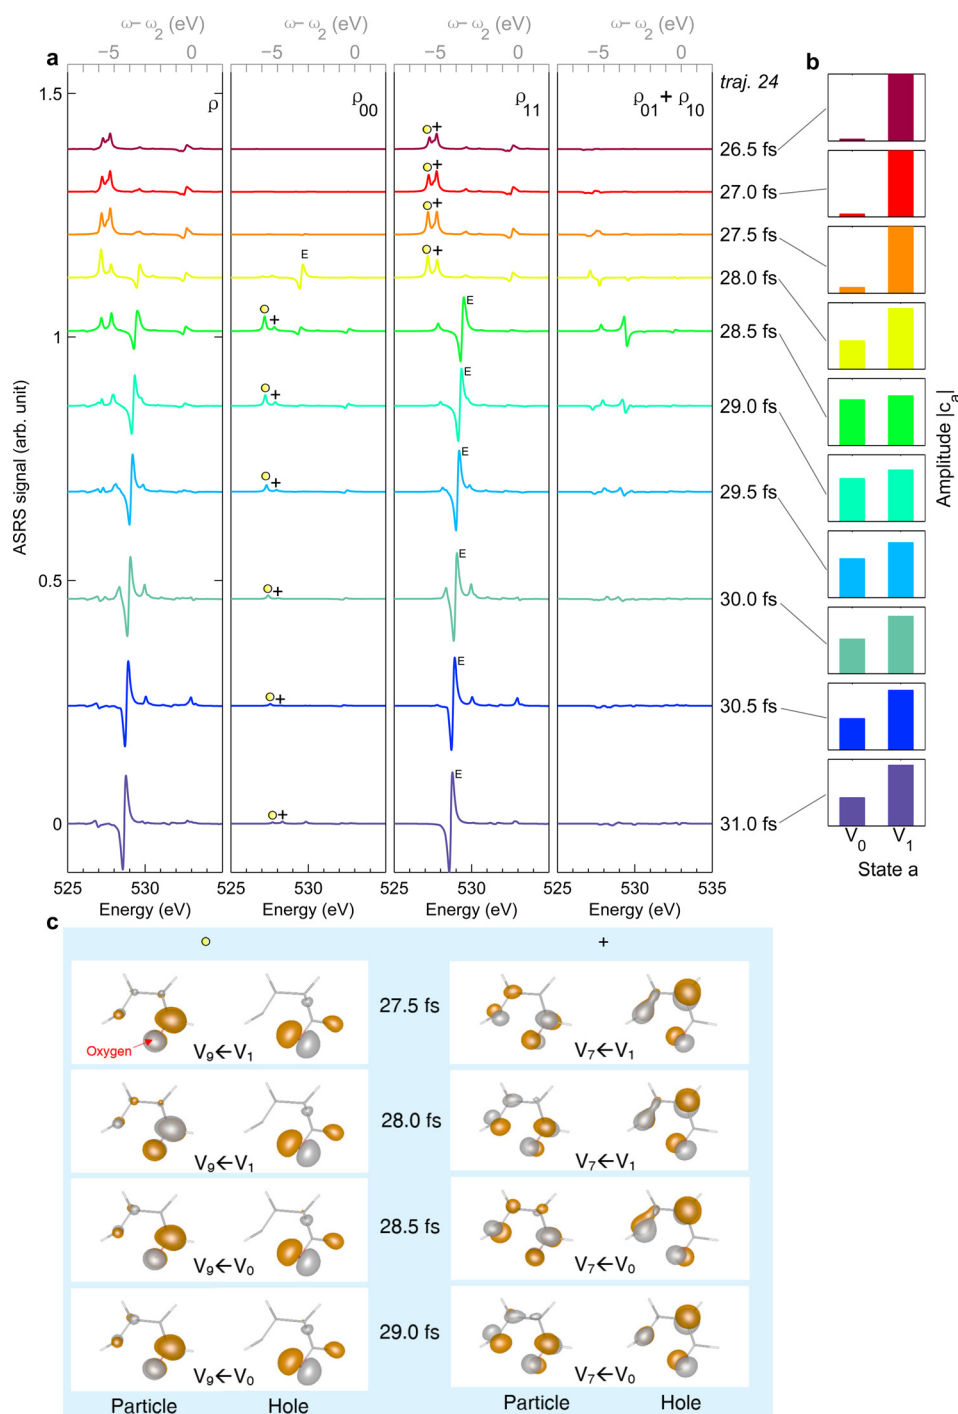 ω− ω2 (eV) ω− ω2 (eV) ω− ω2 (eV) ω− ω2 (eV)
−5 0 −5 0 −5 0 −5 0
a
b
traj. 24
1.5
ρ
ρ00
ρ11
ρ01 + ρ10
26.5 fs
27.0 fs
27.5 fs
28.0 fs
E
28.5 fs
E
1
29.0 fs
E
29.5 fs
E
0.5
30.0 fs
E
30.5 fs
E
31.0 fs
E
0
ASRS signal (arb. unit)
Amplitude |ca|
V0 V1
State a
525 530 525 530 525 530 525 530 535
Energy (eV) Energy (eV) Energy (eV) Energy (eV)
c
+
27.5 fs
Oxygen
V9←V1
V7←V1
28.0 fs
V9←V1
V7←V1
28.5 fs
V9←V0
V7←V0
29.0 fs
V9←V0
V7←V0
Particle Hole Particle Hole